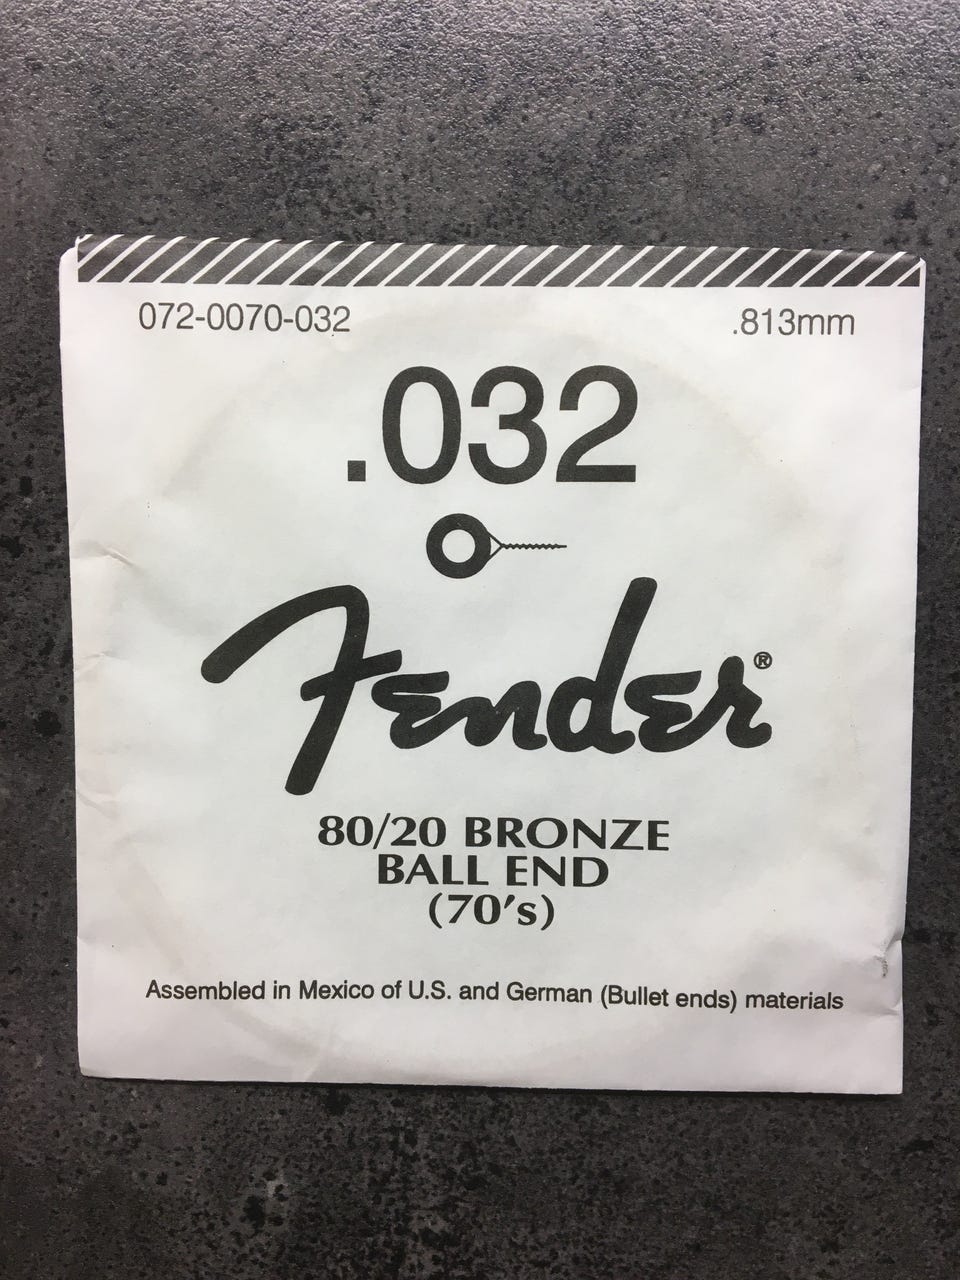 072-0070-032 .813mm
.032
Fender®
80/20 BRONZE
BALL END
(70's)
Assembled in Mexico of U.S. and German (Bullet ends) materials